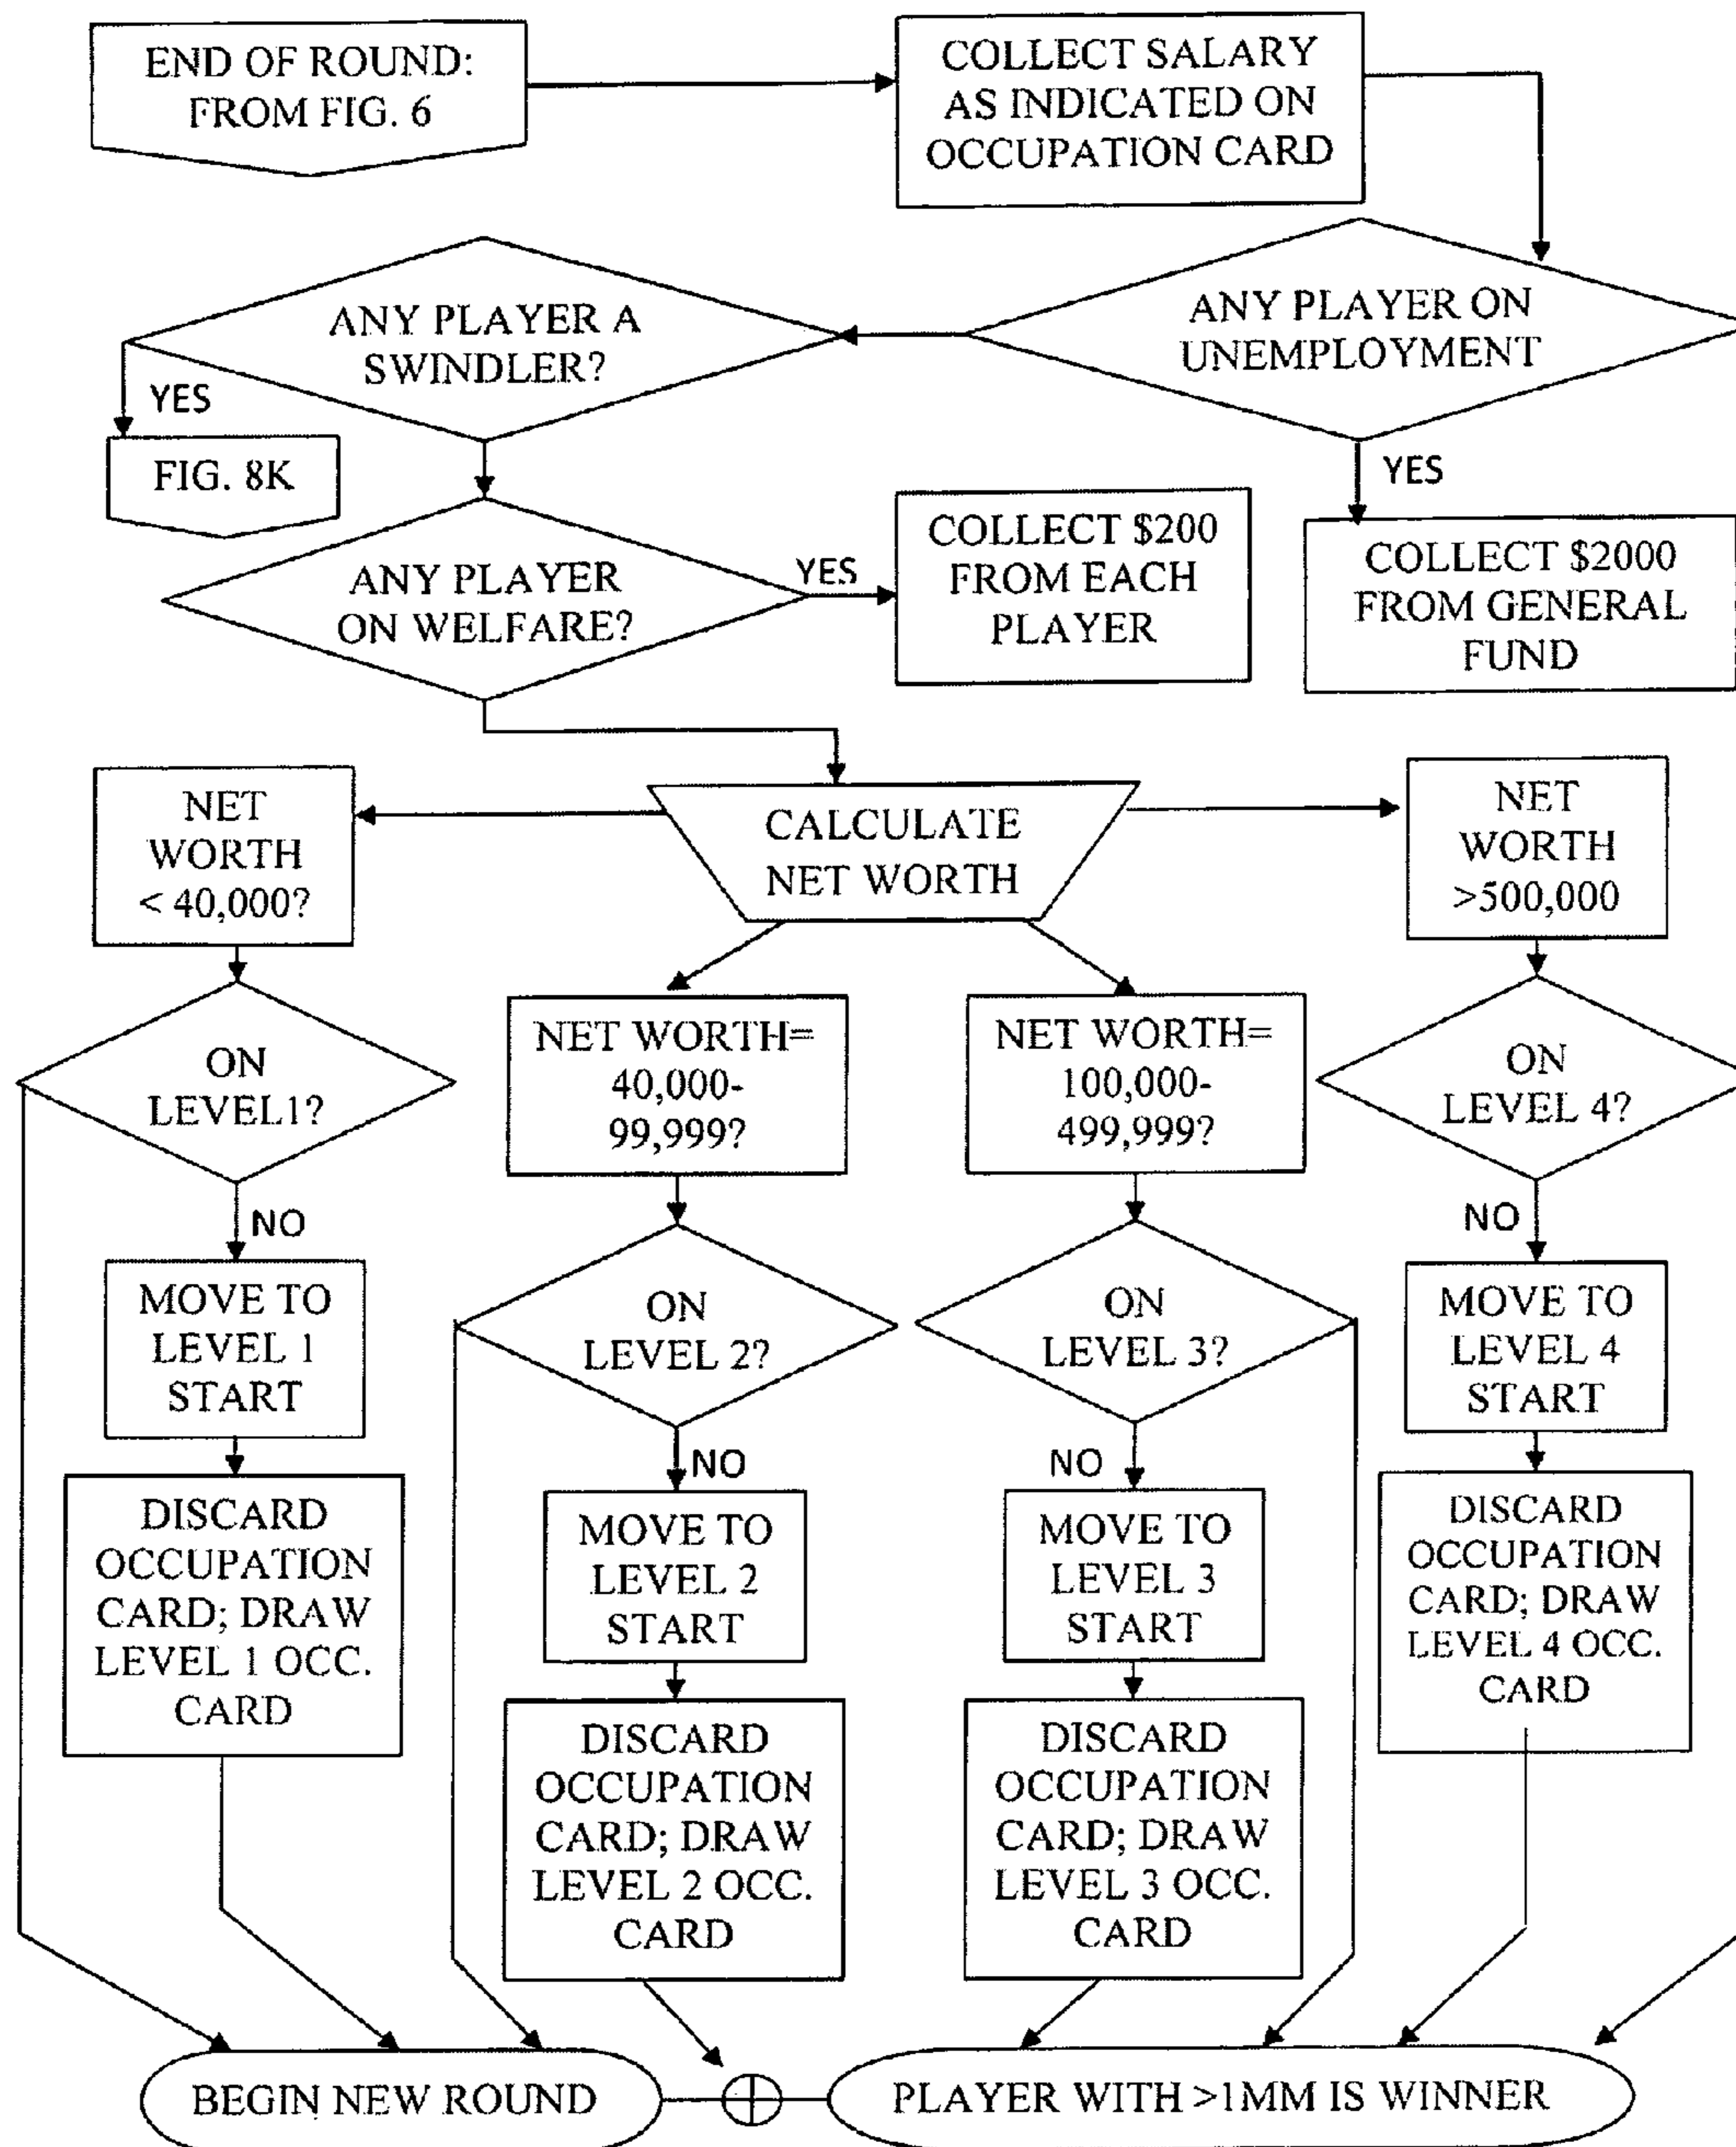 END OF ROUND:
FROM FIG. 6
COLLECT SALARY
AS INDICATED ON
OCCUPATION CARD
ANY PLAYER ON
UNEMPLOYMENT
YES
COLLECT $2000
FROM GENERAL
FUND
ANY PLAYER A
SWINDLER?
YES
FIG. 8K
ANY PLAYER
ON WELFARE?
YES
COLLECT $200
FROM EACH
PLAYER
CALCULATE
NET WORTH
NET
WORTH
< 40,000?
ON
LEVEL1?
NO
MOVE TO
LEVEL 1
START
DISCARD
OCCUPATION
CARD; DRAW
LEVEL 1 OCC.
CARD
NET WORTH=
40,000-
99,999?
ON
LEVEL 2?
NO
MOVE TO
LEVEL 2
START
DISCARD
OCCUPATION
CARD; DRAW
LEVEL 2 OCC.
CARD
NET WORTH=
100,000-
499,999?
ON
LEVEL 3?
NO
MOVE TO
LEVEL 3
START
DISCARD
OCCUPATION
CARD; DRAW
LEVEL 3 OCC.
CARD
NET
WORTH
>500,000
ON
LEVEL 4?
NO
MOVE TO
LEVEL 4
START
DISCARD
OCCUPATION
CARD; DRAW
LEVEL 4 OCC.
CARD
BEGIN NEW ROUND
PLAYER WITH >1MM IS WINNER